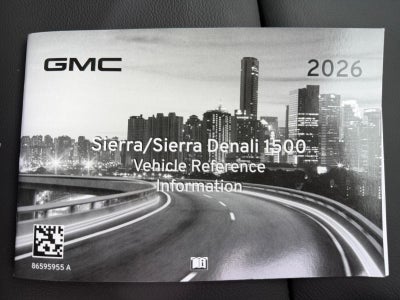 GMC
2026
Sierra/Sierra Denali 1500
Vehicle Reference
Information
86595955 A